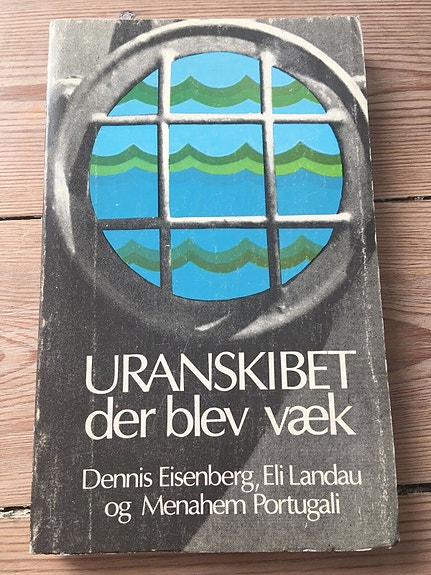 URANSKIBET
der blev væk
Dennis Eisenberg, Eli Landau
og Menahem Portugali